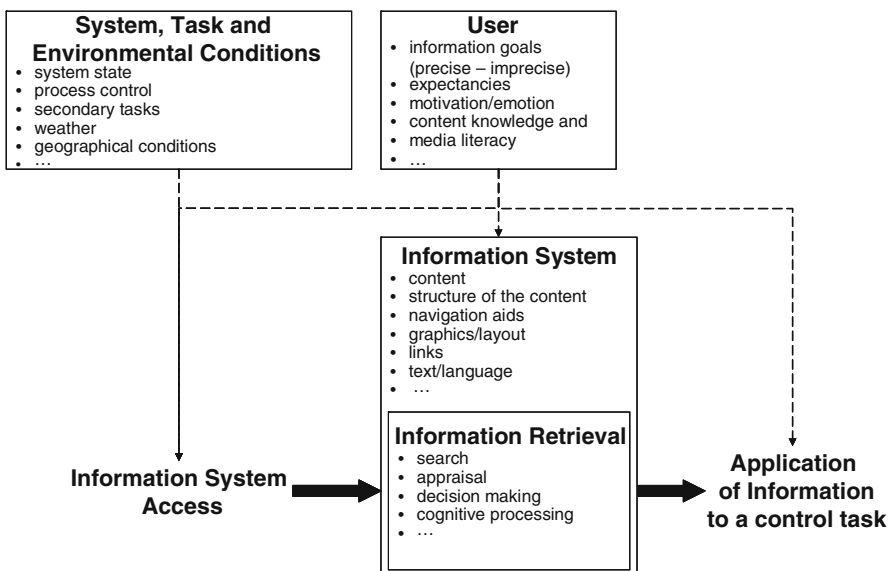 System, Task and
Environmental Conditions
• system state
• process control
• secondary tasks
• weather
• geographical conditions
• ...
User
• information goals
(precise – imprecise)
• expectancies
• motivation/emotion
• content knowledge and
• media literacy
• ...
Information System
• content
• structure of the content
• navigation aids
• graphics/layout
• links
• text/language
• ...
Information Retrieval
• search
• appraisal
• decision making
• cognitive processing
• ...
Information System
Access
Application
of Information
to a control task